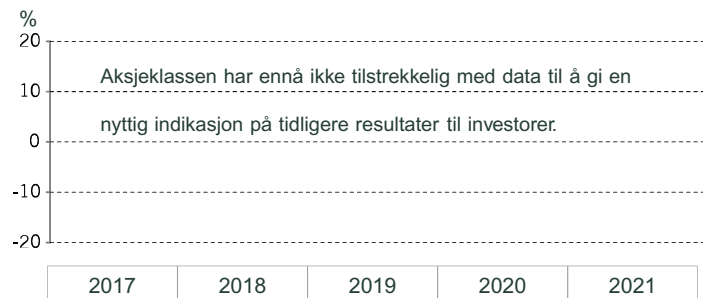 %
20
Aksjeklassen har ennå ikke tilstrekkelig med data til å gi en
10
nyttig indikasjon på tidligere resultater til investorer.
0
-10
-20
2017 2018 2019 2020 2021